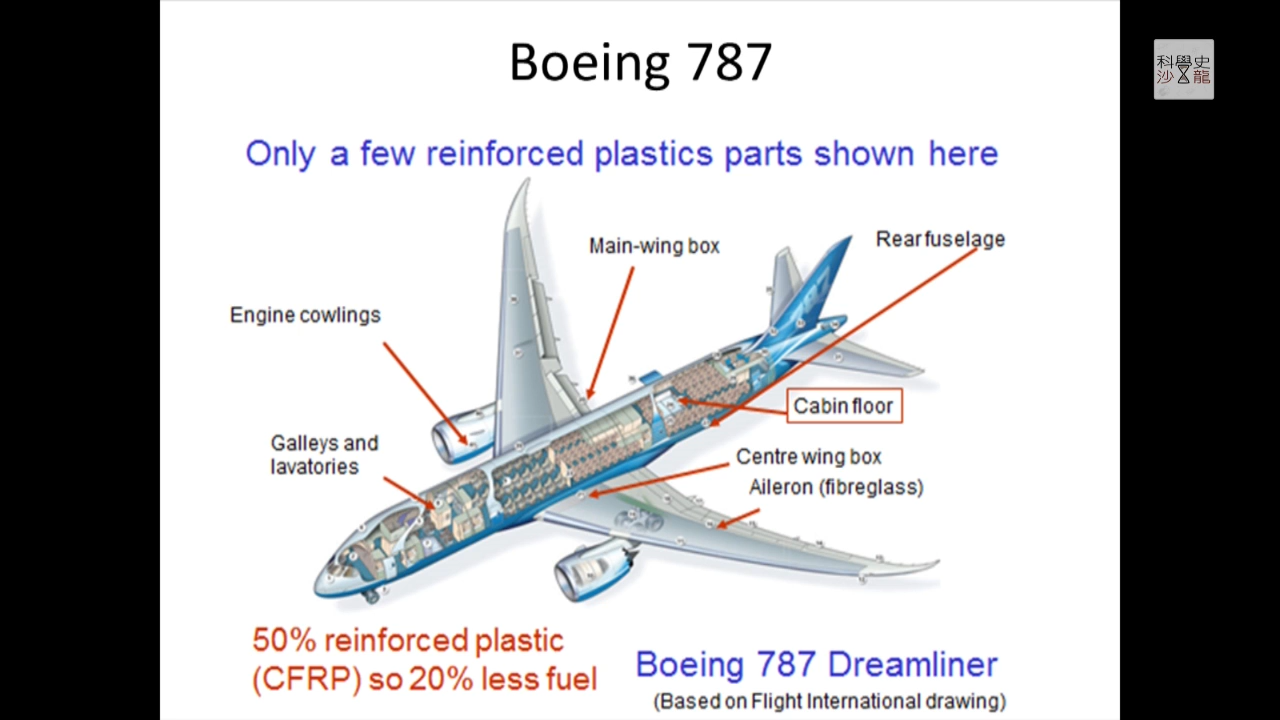 Boeing 787
科學史
沙龍
Only a few reinforced plastics parts shown here
Main-wing box
Rear fuselage
Engine cowlings
Cabin floor
Galleys and
lavatories
Centre wing box
Aileron (fibreglass)
50% reinforced plastic
(CFRP) so 20% less fuel
Boeing 787 Dreamliner
(Based on Flight International drawing)